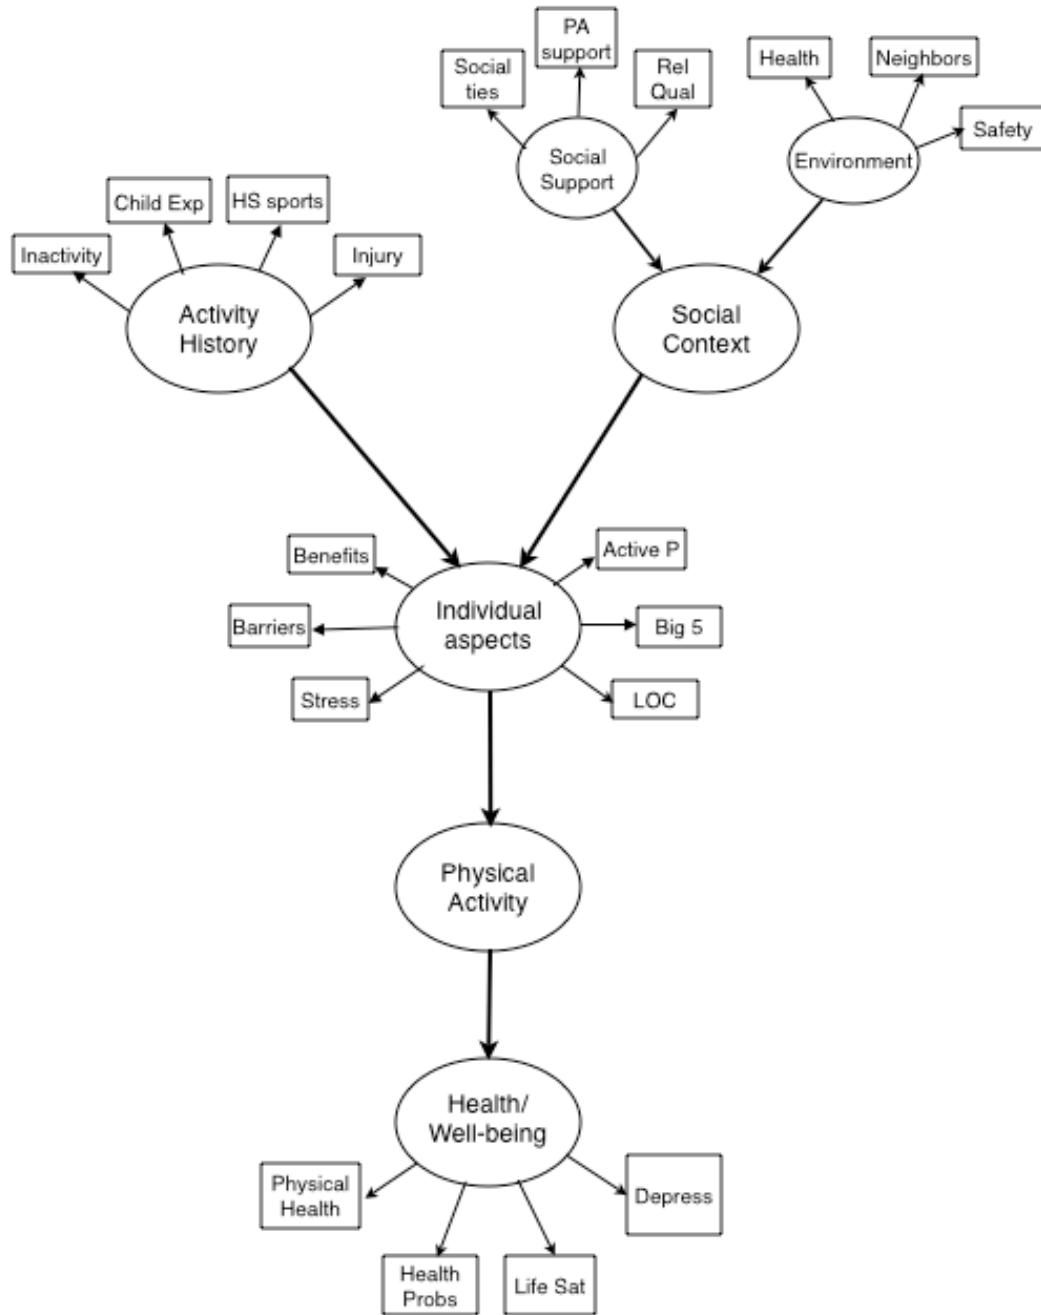 PA
support
Social
ties
Rel
Qual
Health
Neighbors
Safety
Social
Support
Environment
Child Exp
HS sports
Inactivity
Injury
Activity
History
Social
Context
Benefits
Active P
Barriers
Individual
aspects
Big 5
Stress
LOC
Physical
Activity
Health/
Well-being
Physical
Health
Depress
Health
Probs
Life Sat